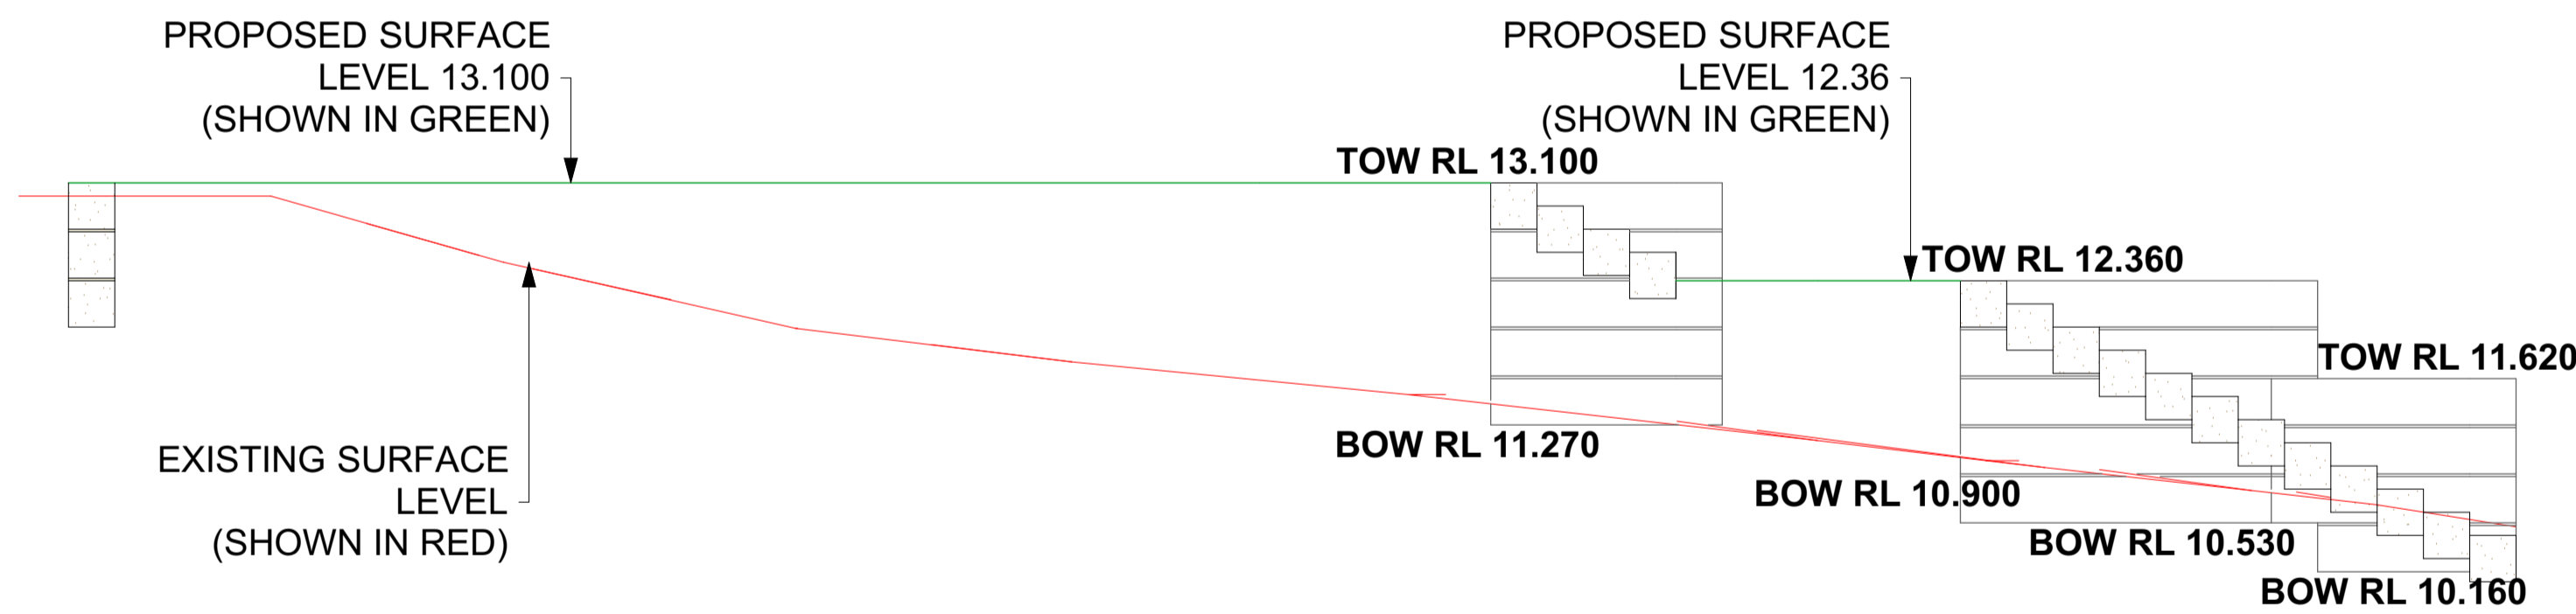 PROPOSED SURFACE
LEVEL 13.100
(SHOWN IN GREEN)
PROPOSED SURFACE
LEVEL 12.36
(SHOWN IN GREEN)
TOW RL 13.100
TOW RL 12.360
TOW RL 11.620
BOW RL 11.270
EXISTING SURFACE
LEVEL
(SHOWN IN RED)
BOW RL 10.900
BOW RL 10.530
BOW RL 10.160